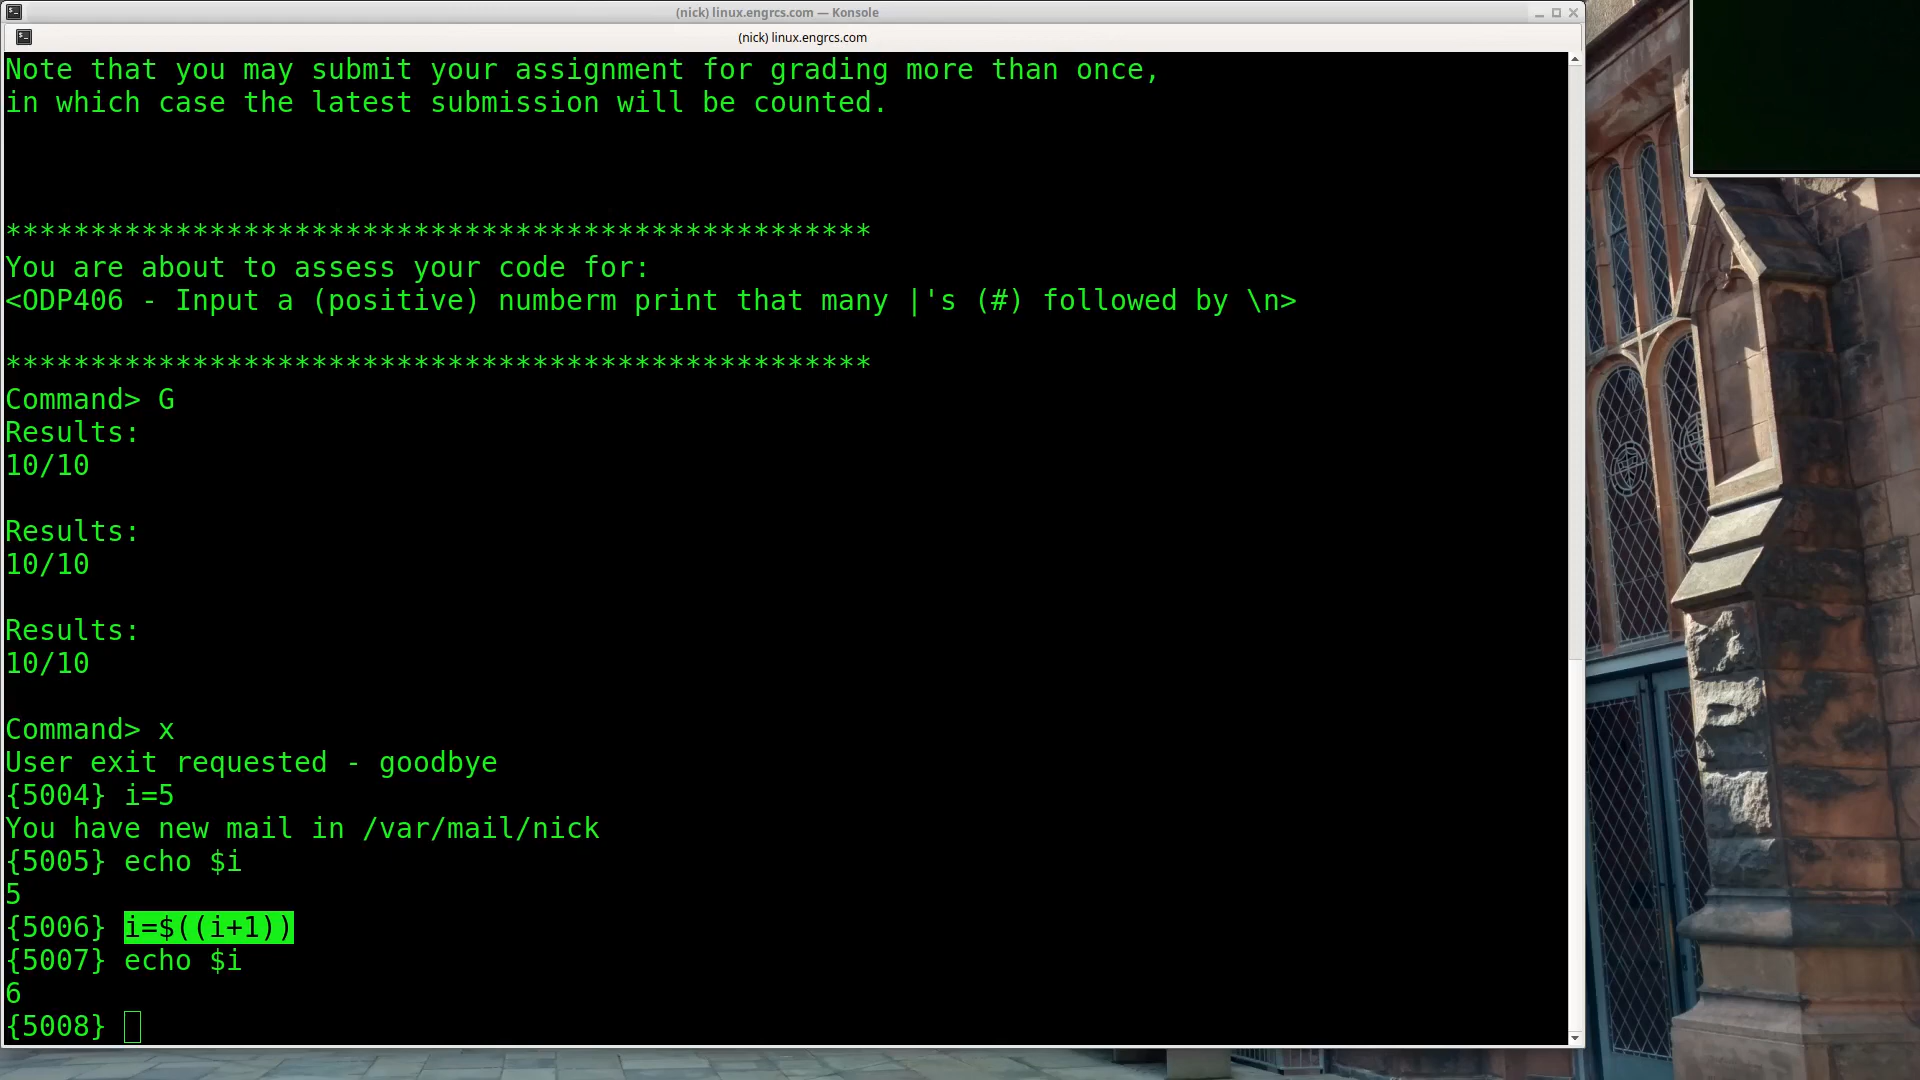 (nick) linux.engrcs.com — Konsole
(nick) linux.engrcs.com
Note that you may submit your assignment for grading more than once,
in which case the latest submission will be counted.
***************************************************
You are about to assess your code for:
<ODP406 - Input a (positive) numberm print that many |'s (#) followed by \n>
***************************************************
Command> G
Results:
10/10
Results:
10/10
Results:
10/10
Command> x
User exit requested - goodbye
{5004} i=5
You have new mail in /var/mail/nick
{5005} echo $i
5
{5006} i=$((i+1))
{5007} echo $i
6
{5008}